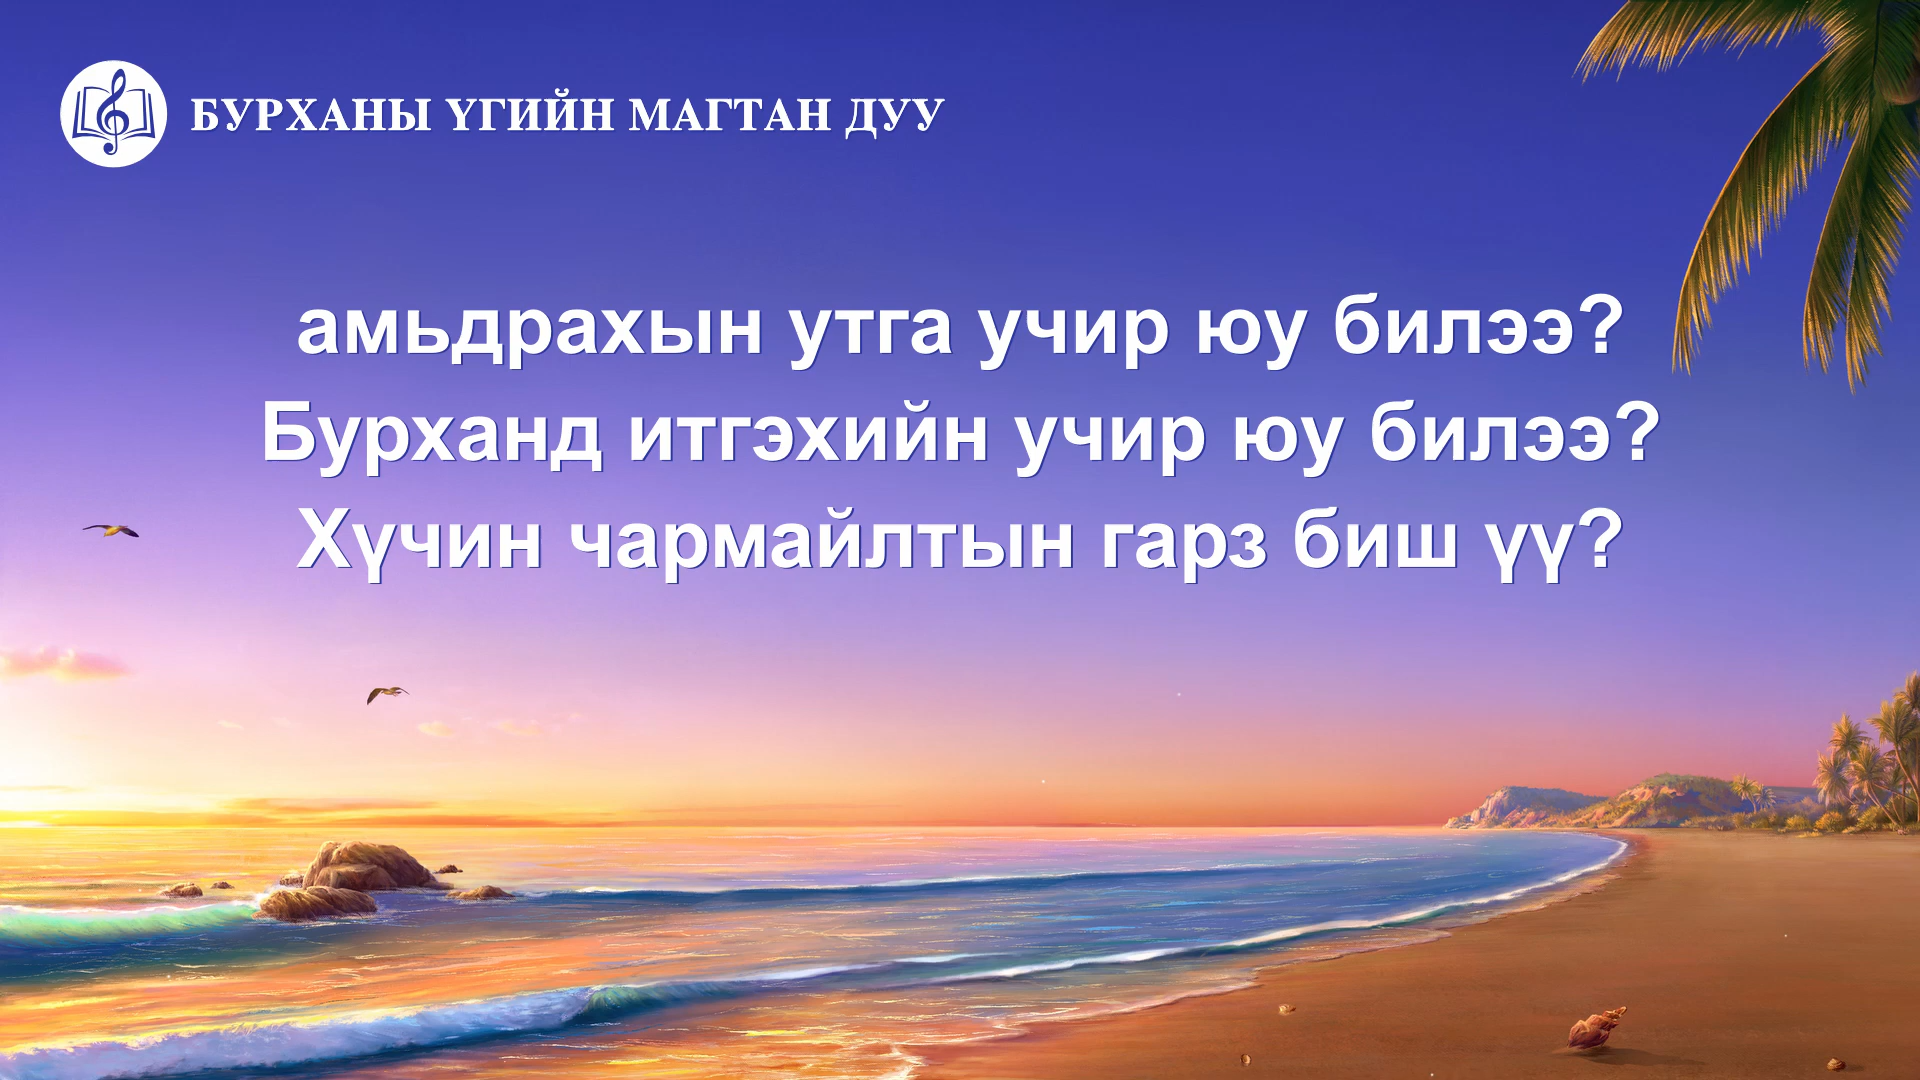 БУРХАНЫ ҮГИЙН МАГТАН ДУУ
амьдрахын утга учир юу билээ?
Бурханд итгэхийн учир юу билээ?
Хүчин чармайлтын гарз биш үү?